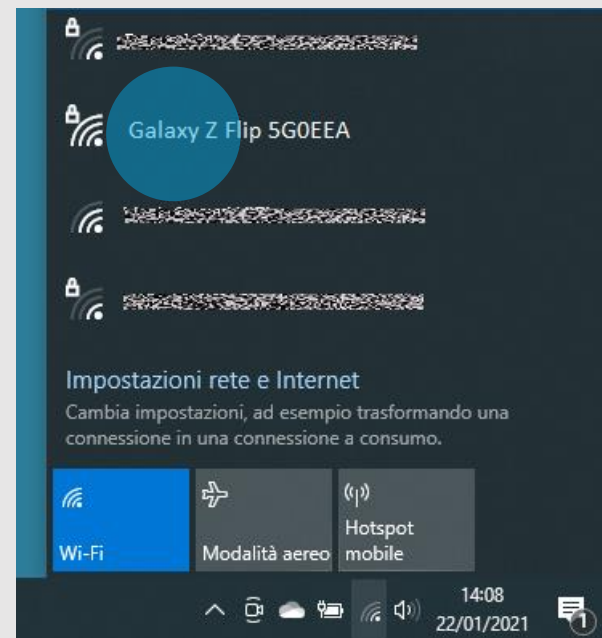 Galaxy Z Flip 5G0EEA
Impostazioni rete e Internet
Cambia impostazioni, ad esempio trasformando una
connessione in una connessione a consumo.
Wi-Fi
Modalità aereo
Hotspot
mobile
14:08
22/01/2021
1